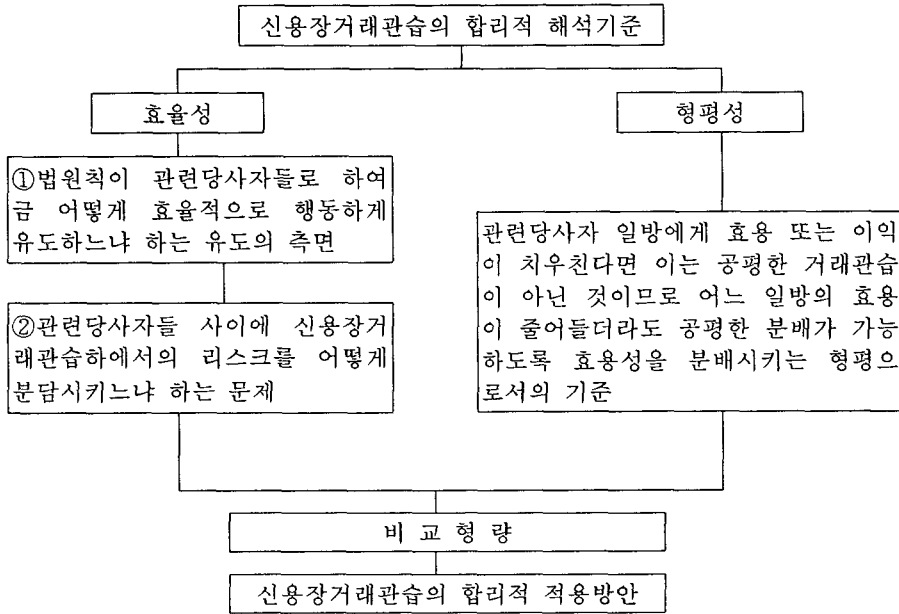 신용장거래관습의 합리적 해석기준
효율성
형평성
①법원칙이 관련당사자들로 하여
금 어떻게 효율적으로 행동하게
유도하느냐 하는 유도의 측면
②관련당사자들 사이에 신용장거
래관습하에서의 리스크를 어떻게
분담시키느냐 하는 문제
관련당사자 일방에게 효용 또는 이익
이 치우친다면 이는 공평한 거래관습
이 아닌 것이므로 어느 일방의 효용
이 줄어들더라도 공평한 분배가 가능
하도록 효용성을 분배시키는 형평으
로서의 기준
비 교 형 량
신용장거래관습의 합리적 적용방안